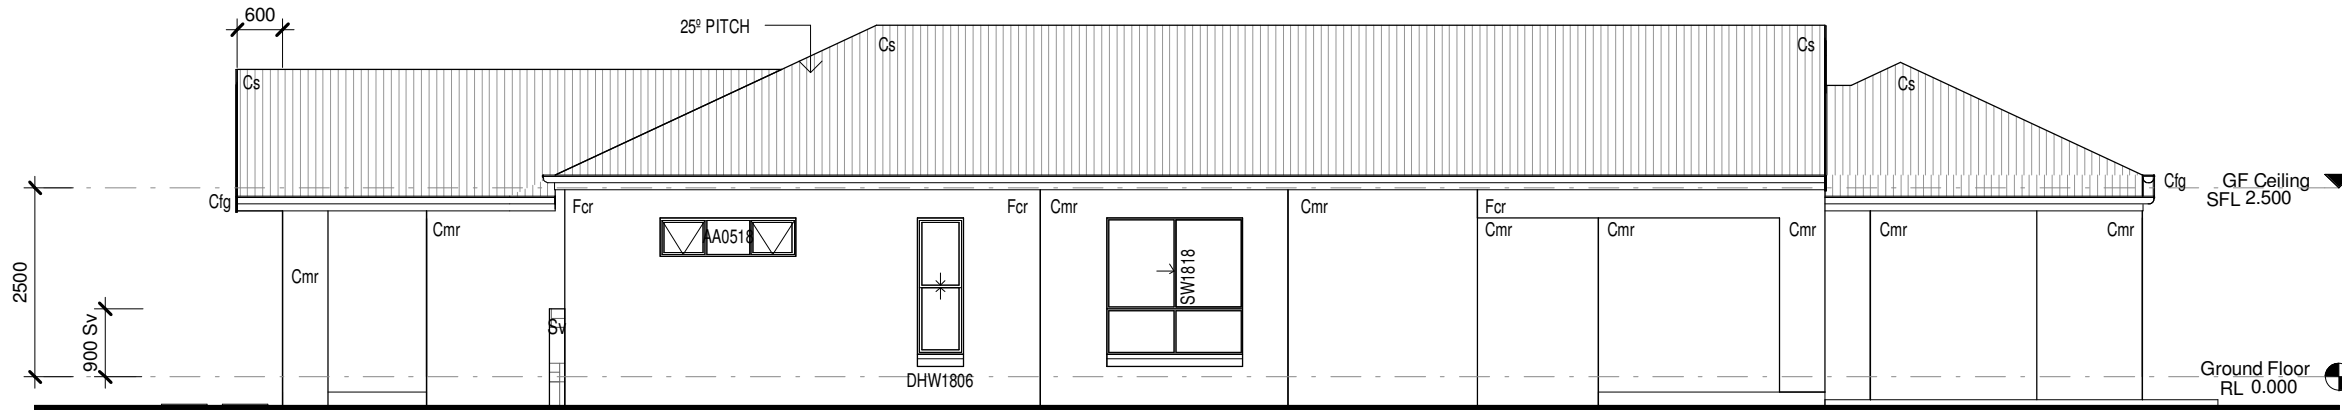 600
25º PITCH
Cs
Cs
Cs
Cs
Cfg
Cfg
GF Ceiling
SFL 2.500
Fcr
Fcr
Cmr
Cmr
Fcr
Cmr
Cmr
Cmr
Cmr
Cmr
Cmr
Cmr
AA0518
SW1818
2500
900 Sv
Sv
DHW1806
Ground Floor
RL 0.000